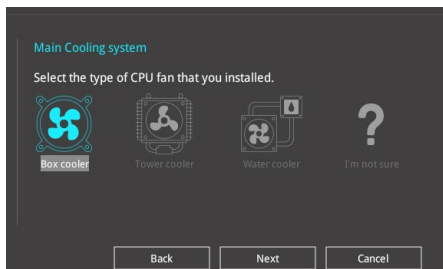 Main Cooling system
Select the type of CPU fan that you installed.
Box cooler Tower cooler Water cooler I'm not sure
Back Next Cancel